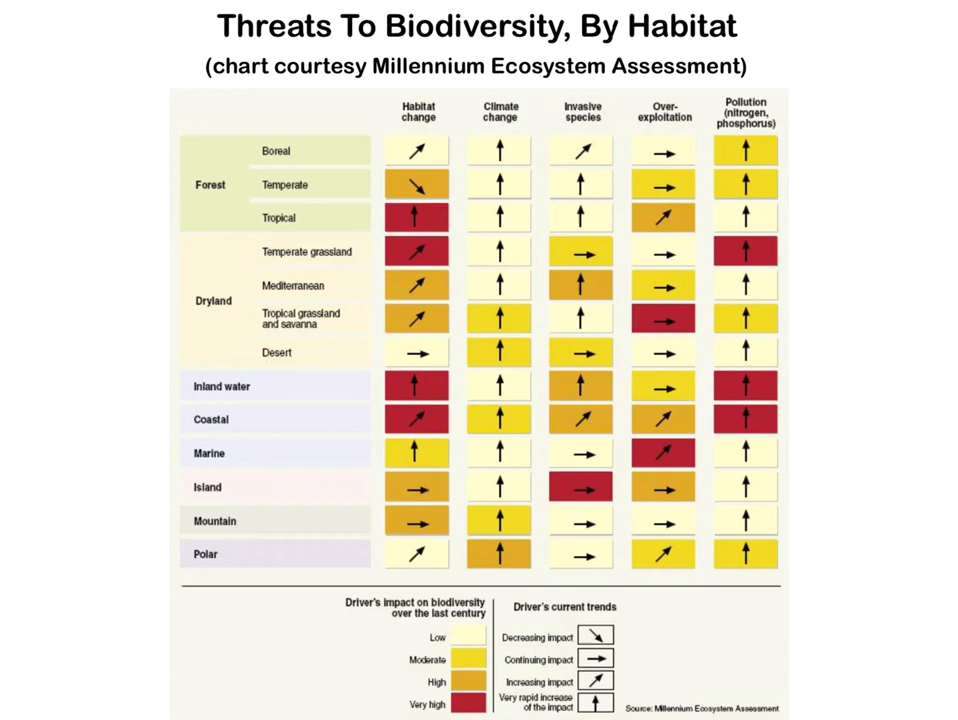 Threats To Biodiversity, By Habitat
(chart courtesy Millennium Ecosystem Assessment)
Habitat
change
Climate
change
Invasive
species
Over-
exploitation
Pollution
(nitrogen,
phosphorus)
Forest
Boreal
Temperate
Tropical
Dryland
Temperate grassland
Mediterranean
Tropical grassland
and savanna
Desert
Inland water
Coastal
Marine
Island
Mountain
Polar
Driver's impact on biodiversity
over the last century
Low
Moderate
High
Very high
Driver's current trends
Decreasing impact
Continuing impact
Increasing impact
Very rapid increase
of the impact
Source: Millennium Ecosystem Assessment